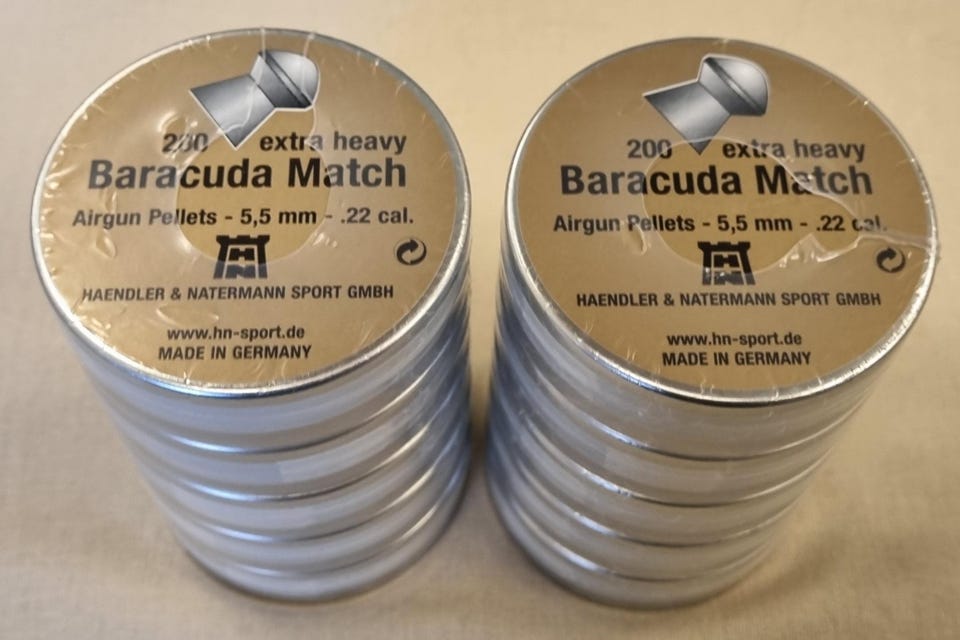 200 extra heavy
Baracuda Match
Airgun Pellets - 5,5 mm - .22 cal.
HN
HAENDLER & NATERMANN SPORT GMBH
www.hn-sport.de
MADE IN GERMANY
200 extra heavy
Baracuda Match
Airgun Pellets - 5,5 mm - .22 cal.
HN
HAENDLER & NATERMANN SPORT GMBH
www.hn-sport.de
MADE IN GERMANY